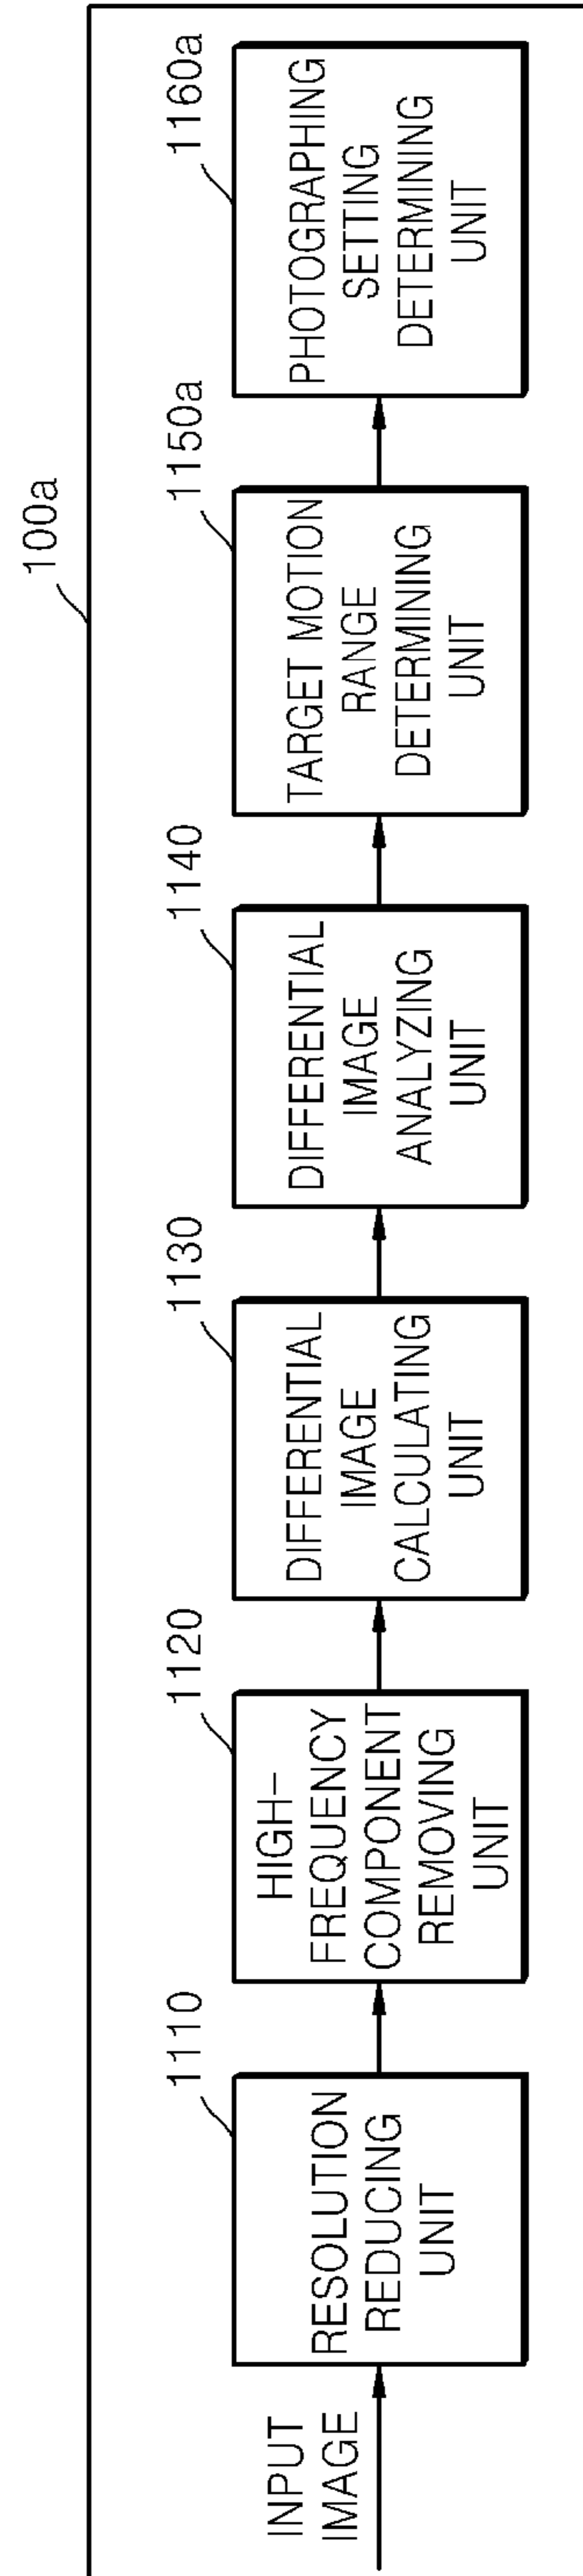 100a
INPUT
IMAGE
1110
RESOLUTION
REDUCING
UNIT
1120
HIGH-
FREQUENCY
COMPONENT
REMOVING
UNIT
1130
DIFFERENTIAL
IMAGE
CALCULATING
UNIT
1140
DIFFERENTIAL
IMAGE
ANALYZING
UNIT
1150a
TARGET MOTION
RANGE
DETERMINING
UNIT
1160a
PHOTOGRAPHING
SETTING
DETERMINING
UNIT